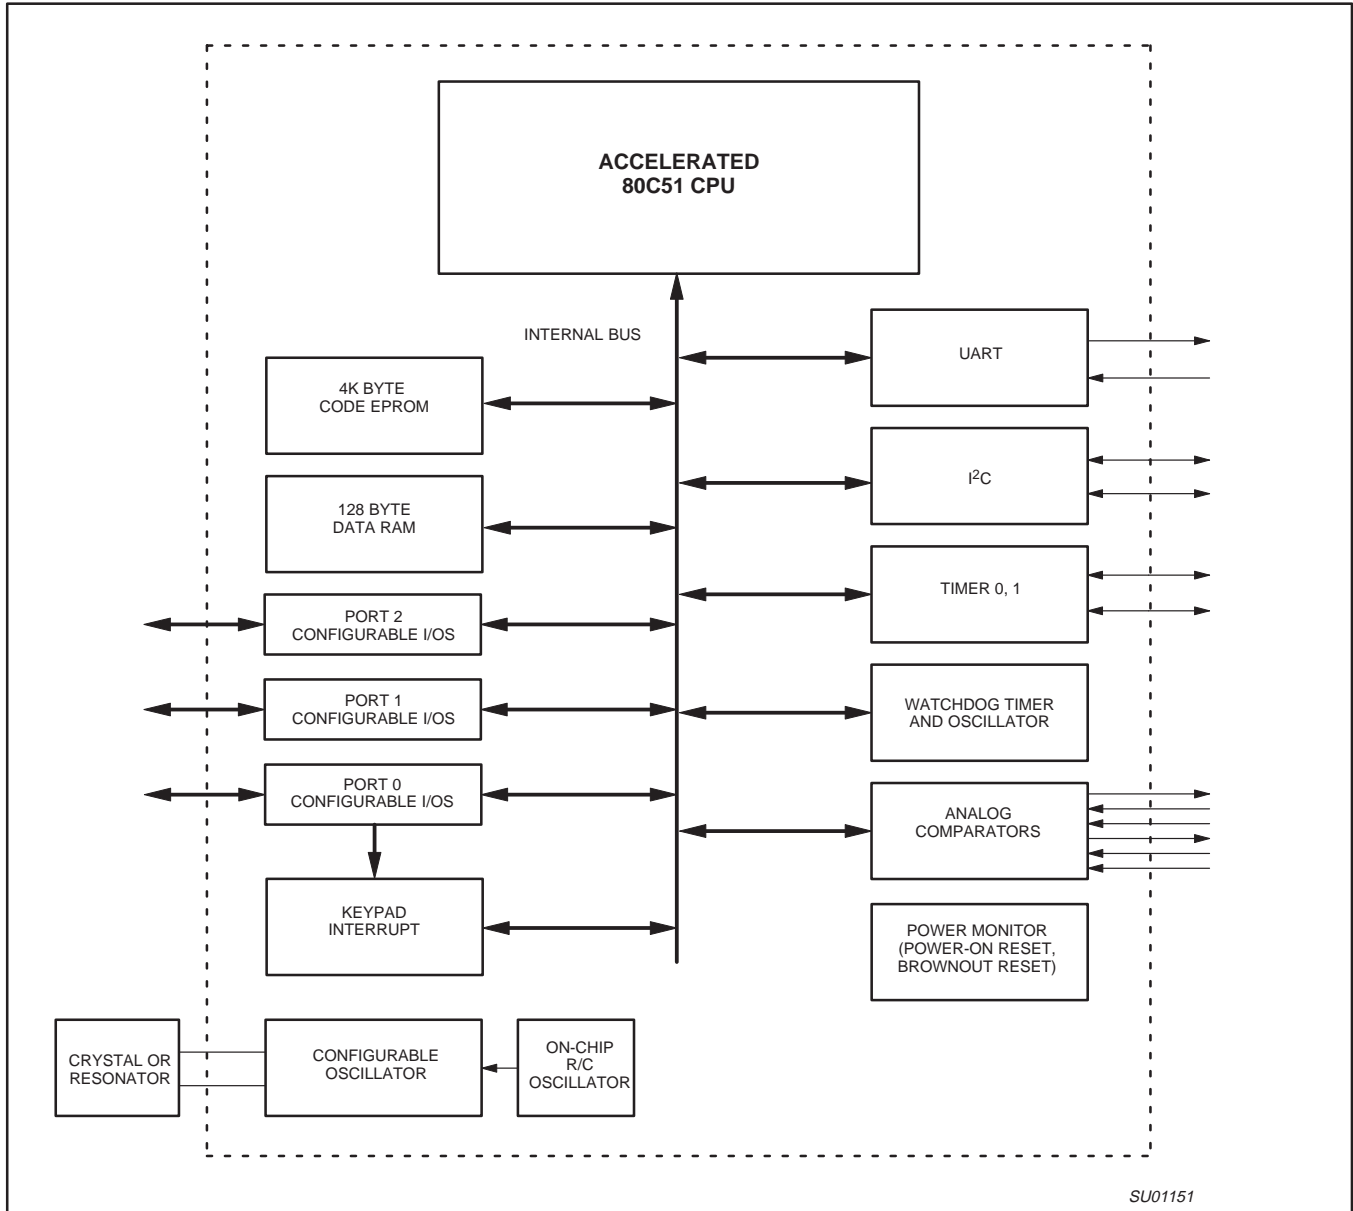 ACCELERATED
80C51 CPU
INTERNAL BUS
UART
4K BYTE
CODE EPROM
I²C
128 BYTE
DATA RAM
TIMER 0, 1
PORT 2
CONFIGURABLE I/OS
PORT 1
CONFIGURABLE I/OS
WATCHDOG TIMER
AND OSCILLATOR
PORT 0
CONFIGURABLE I/OS
ANALOG
COMPARATORS
KEYPAD
INTERRUPT
POWER MONITOR
(POWER-ON RESET,
BROWNOUT RESET)
CRYSTAL OR
RESONATOR
CONFIGURABLE
OSCILLATOR
ON-CHIP
R/C
OSCILLATOR
SU01151